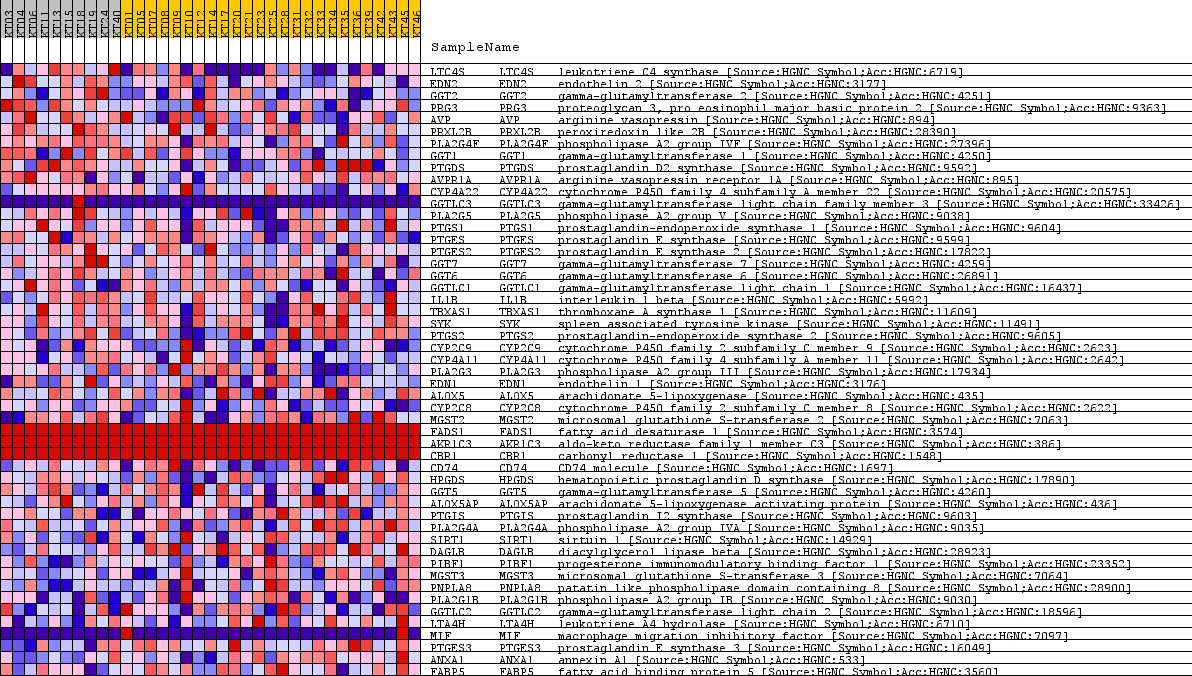 KT03 KT04 KT06 KT11 KT13 KT15 KT18 KT19 KT24 KT40 KT01 KT05 KT07 KT08 KT09 KT10 KT12 KT14 KT17 KT20 KT21 KT23 KT25 KT28 KT31 KT32 KT33 KT34 KT35 KT36 KT39 KT42 KT43 KT45 KT46
SampleName
LTC4S LTC4S leukotriene C4 synthase [Source:HGNC Symbol;Acc:HGNC:6719]
EDN2 EDN2 endothelin 2 [Source:HGNC Symbol;Acc:HGNC:3177]
GGT2 GGT2 gamma-glutamyltransferase 2 [Source:HGNC Symbol;Acc:HGNC:4251]
PRG3 PRG3 proteoglycan 3, pro eosinophil major basic protein 2 [Source:HGNC Symbol;Acc:HGNC:9363]
AVP AVP arginine vasopressin [Source:HGNC Symbol;Acc:HGNC:894]
PRXL2B PRXL2B peroxiredoxin like 2B [Source:HGNC Symbol;Acc:HGNC:28390]
PLA2G4F PLA2G4F phospholipase A2 group IVF [Source:HGNC Symbol;Acc:HGNC:27396]
GGT1 GGT1 gamma-glutamyltransferase 1 [Source:HGNC Symbol;Acc:HGNC:4250]
PTGDS PTGDS prostaglandin D2 synthase [Source:HGNC Symbol;Acc:HGNC:9592]
AVPR1A AVPR1A arginine vasopressin receptor 1A [Source:HGNC Symbol;Acc:HGNC:895]
CYP4A22 CYP4A22 cytochrome P450 family 4 subfamily A member 22 [Source:HGNC Symbol;Acc:HGNC:20575]
GGTLC3 GGTLC3 gamma-glutamyltransferase light chain family member 3 [Source:HGNC Symbol;Acc:HGNC:33426]
PLA2G5 PLA2G5 phospholipase A2 group V [Source:HGNC Symbol;Acc:HGNC:9038]
PTGS1 PTGS1 prostaglandin-endoperoxide synthase 1 [Source:HGNC Symbol;Acc:HGNC:9604]
PTGES PTGES prostaglandin E synthase [Source:HGNC Symbol;Acc:HGNC:9599]
PTGES2 PTGES2 prostaglandin E synthase 2 [Source:HGNC Symbol;Acc:HGNC:17822]
GGT7 GGT7 gamma-glutamyltransferase 7 [Source:HGNC Symbol;Acc:HGNC:4259]
GGT6 GGT6 gamma-glutamyltransferase 6 [Source:HGNC Symbol;Acc:HGNC:26891]
GGTLC1 GGTLC1 gamma-glutamyltransferase light chain 1 [Source:HGNC Symbol;Acc:HGNC:16437]
IL1B IL1B interleukin 1 beta [Source:HGNC Symbol;Acc:HGNC:5992]
TBXAS1 TBXAS1 thromboxane A synthase 1 [Source:HGNC Symbol;Acc:HGNC:11609]
SYK SYK spleen associated tyrosine kinase [Source:HGNC Symbol;Acc:HGNC:11491]
PTGS2 PTGS2 prostaglandin-endoperoxide synthase 2 [Source:HGNC Symbol;Acc:HGNC:9605]
CYP2C9 CYP2C9 cytochrome P450 family 2 subfamily C member 9 [Source:HGNC Symbol;Acc:HGNC:2623]
CYP4A11 CYP4A11 cytochrome P450 family 4 subfamily A member 11 [Source:HGNC Symbol;Acc:HGNC:2642]
PLA2G3 PLA2G3 phospholipase A2 group III [Source:HGNC Symbol;Acc:HGNC:17934]
EDN1 EDN1 endothelin 1 [Source:HGNC Symbol;Acc:HGNC:3176]
ALOX5 ALOX5 arachidonate 5-lipoxygenase [Source:HGNC Symbol;Acc:HGNC:435]
CYP2C8 CYP2C8 cytochrome P450 family 2 subfamily C member 8 [Source:HGNC Symbol;Acc:HGNC:2622]
MGST2 MGST2 microsomal glutathione S-transferase 2 [Source:HGNC Symbol;Acc:HGNC:7063]
FADS1 FADS1 fatty acid desaturase 1 [Source:HGNC Symbol;Acc:HGNC:3574]
AKR1C3 AKR1C3 aldo-keto reductase family 1 member C3 [Source:HGNC Symbol;Acc:HGNC:386]
CBR1 CBR1 carbonyl reductase 1 [Source:HGNC Symbol;Acc:HGNC:1548]
CD74 CD74 CD74 molecule [Source:HGNC Symbol;Acc:HGNC:1697]
HPGDS HPGDS hematopoietic prostaglandin D synthase [Source:HGNC Symbol;Acc:HGNC:17890]
GGT5 GGT5 gamma-glutamyltransferase 5 [Source:HGNC Symbol;Acc:HGNC:4260]
ALOX5AP ALOX5AP arachidonate 5-lipoxygenase activating protein [Source:HGNC Symbol;Acc:HGNC:436]
PTGIS PTGIS prostaglandin I2 synthase [Source:HGNC Symbol;Acc:HGNC:9603]
PLA2G4A PLA2G4A phospholipase A2 group IVA [Source:HGNC Symbol;Acc:HGNC:9035]
SIRT1 SIRT1 sirtuin 1 [Source:HGNC Symbol;Acc:HGNC:14929]
DAGLB DAGLB diacylglycerol lipase beta [Source:HGNC Symbol;Acc:HGNC:28923]
PIBF1 PIBF1 progesterone immunomodulatory binding factor 1 [Source:HGNC Symbol;Acc:HGNC:23352]
MGST3 MGST3 microsomal glutathione S-transferase 3 [Source:HGNC Symbol;Acc:HGNC:7064]
PNPLA8 PNPLA8 patatin like phospholipase domain containing 8 [Source:HGNC Symbol;Acc:HGNC:28900]
PLA2G1B PLA2G1B phospholipase A2 group IB [Source:HGNC Symbol;Acc:HGNC:9030]
GGTLC2 GGTLC2 gamma-glutamyltransferase light chain 2 [Source:HGNC Symbol;Acc:HGNC:18596]
LTA4H LTA4H leukotriene A4 hydrolase [Source:HGNC Symbol;Acc:HGNC:6710]
MIF MIF macrophage migration inhibitory factor [Source:HGNC Symbol;Acc:HGNC:7097]
PTGES3 PTGES3 prostaglandin E synthase 3 [Source:HGNC Symbol;Acc:HGNC:16049]
ANXA1 ANXA1 annexin A1 [Source:HGNC Symbol;Acc:HGNC:533]
FABP5 FABP5 fatty acid binding protein 5 [Source:HGNC Symbol;Acc:HGNC:3560]